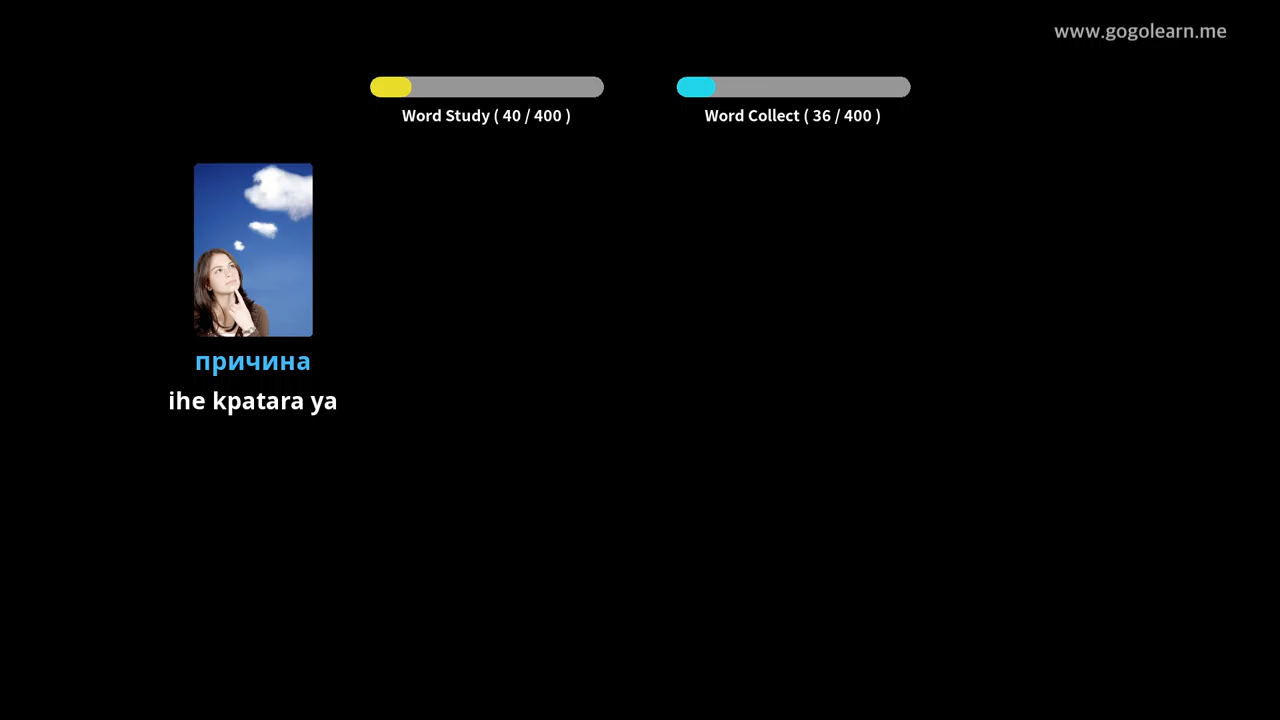 www.gogolearn.me
Word Study ( 40 / 400 )
Word Collect ( 36 / 400 )
причина
ihe kpatara ya